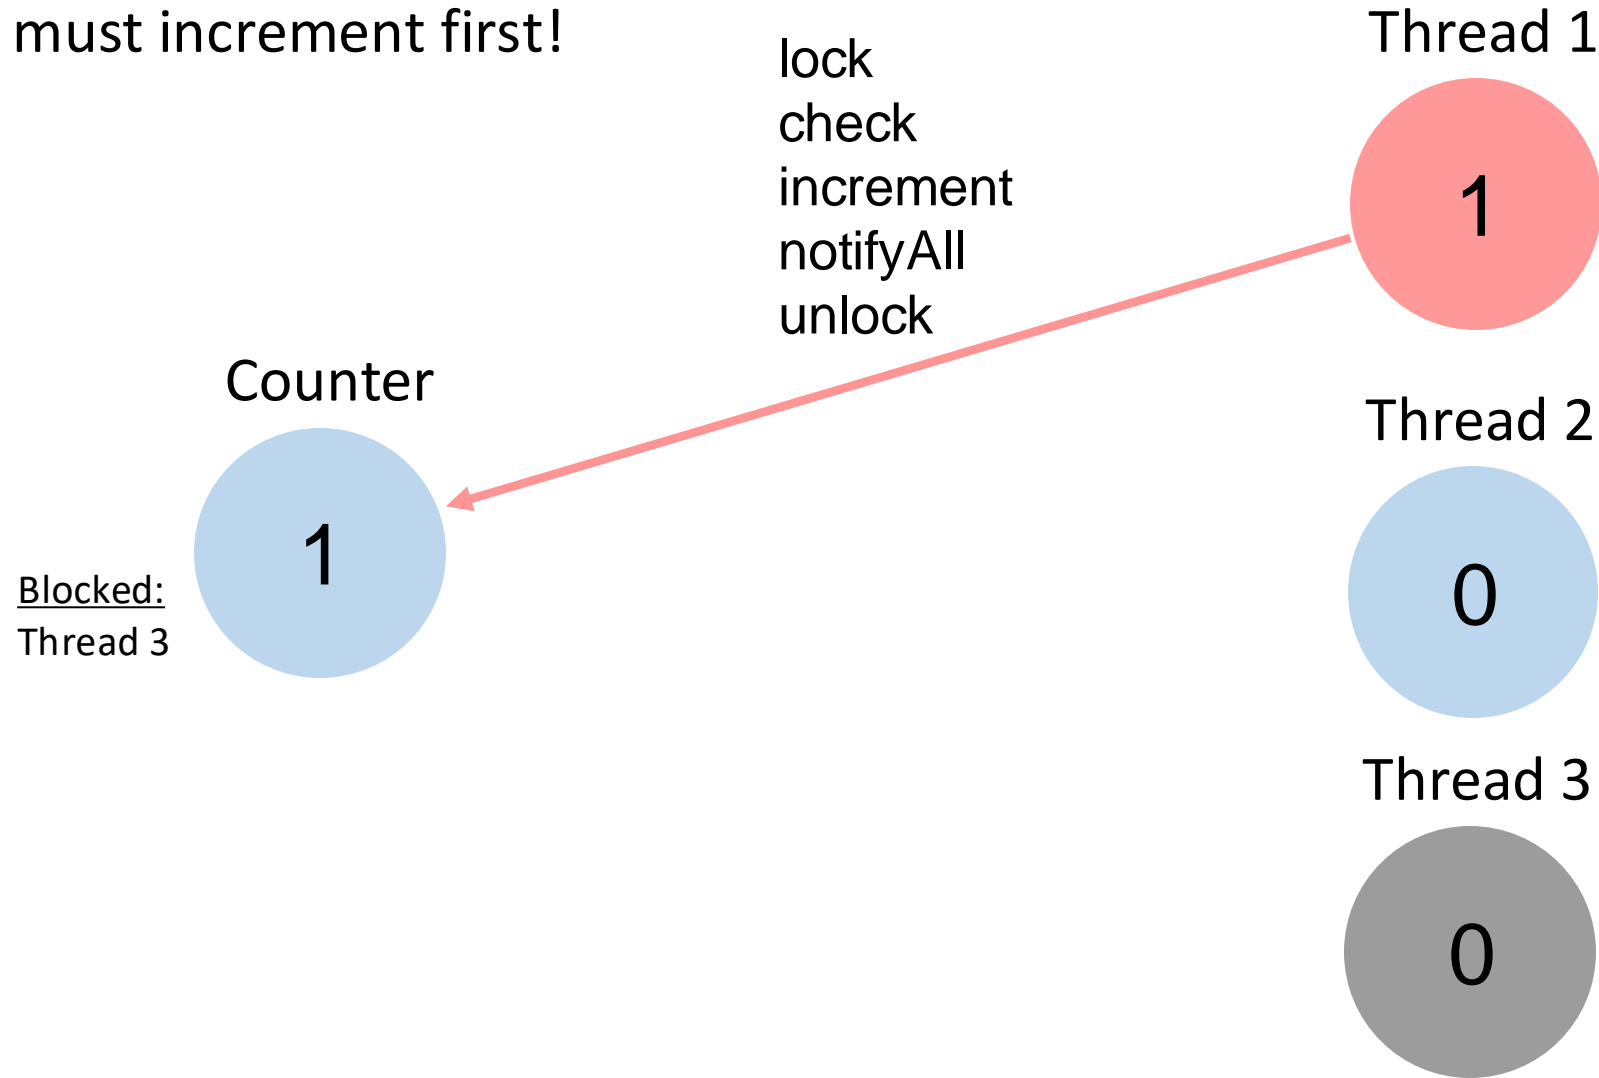 must increment first!
lock
check
increment
notifyAll
unlock
Thread 1
1
Counter
1
Blocked:
Thread 3
Thread 2
0
Thread 3
0